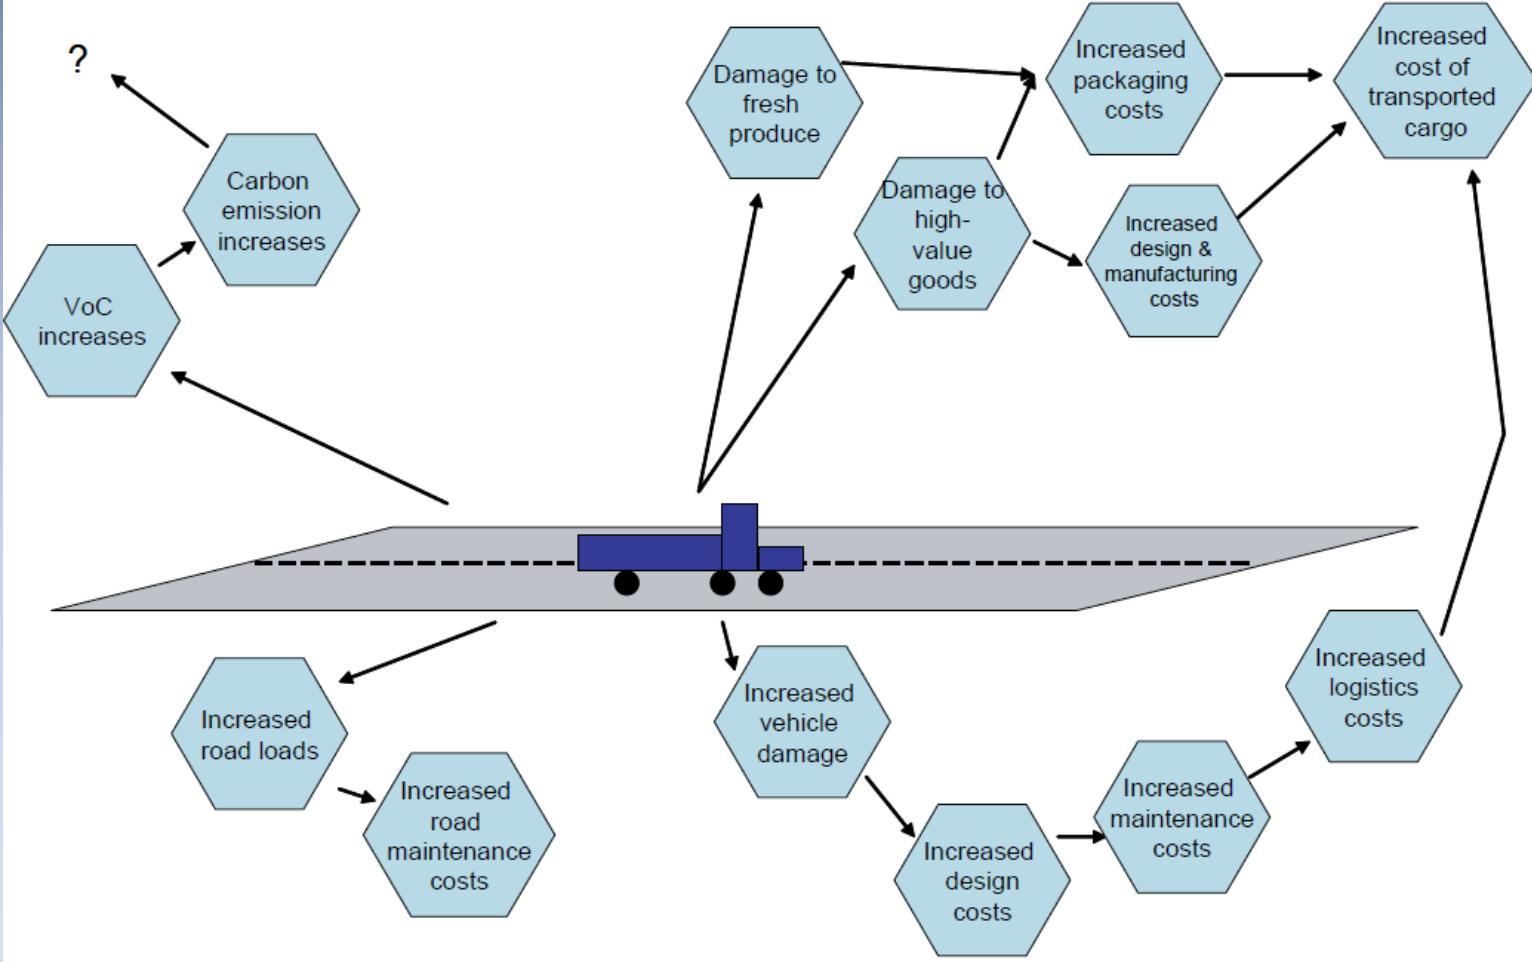 ?
Carbon
emission
increases
VoC
increases
Damage to
fresh
produce
Damage to
high-
value
goods
Increased
packaging
costs
Increased
design &
manufacturing
costs
Increased
cost of
transported
cargo
Increased
road loads
Increased
road
maintenance
costs
Increased
vehicle
damage
Increased
design
costs
Increased
maintenance
costs
Increased
logistics
costs